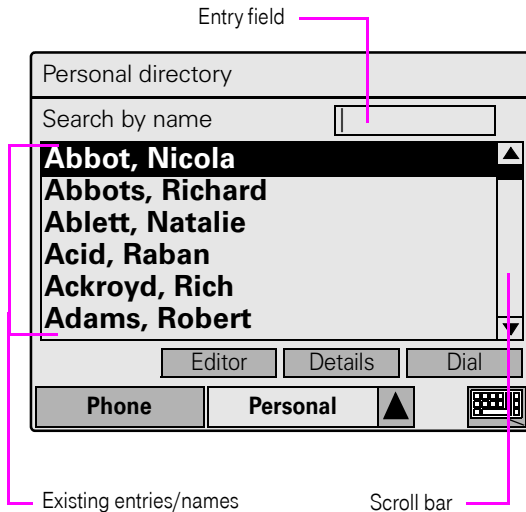 Entry field
Personal directory
Search by name
Abbot, Nicola
Abbots, Richard
Ablett, Natalie
Acid, Raban
Ackroyd, Rich
Adams, Robert
Editor Details Dial
Phone Personal
Existing entries/names Scroll bar